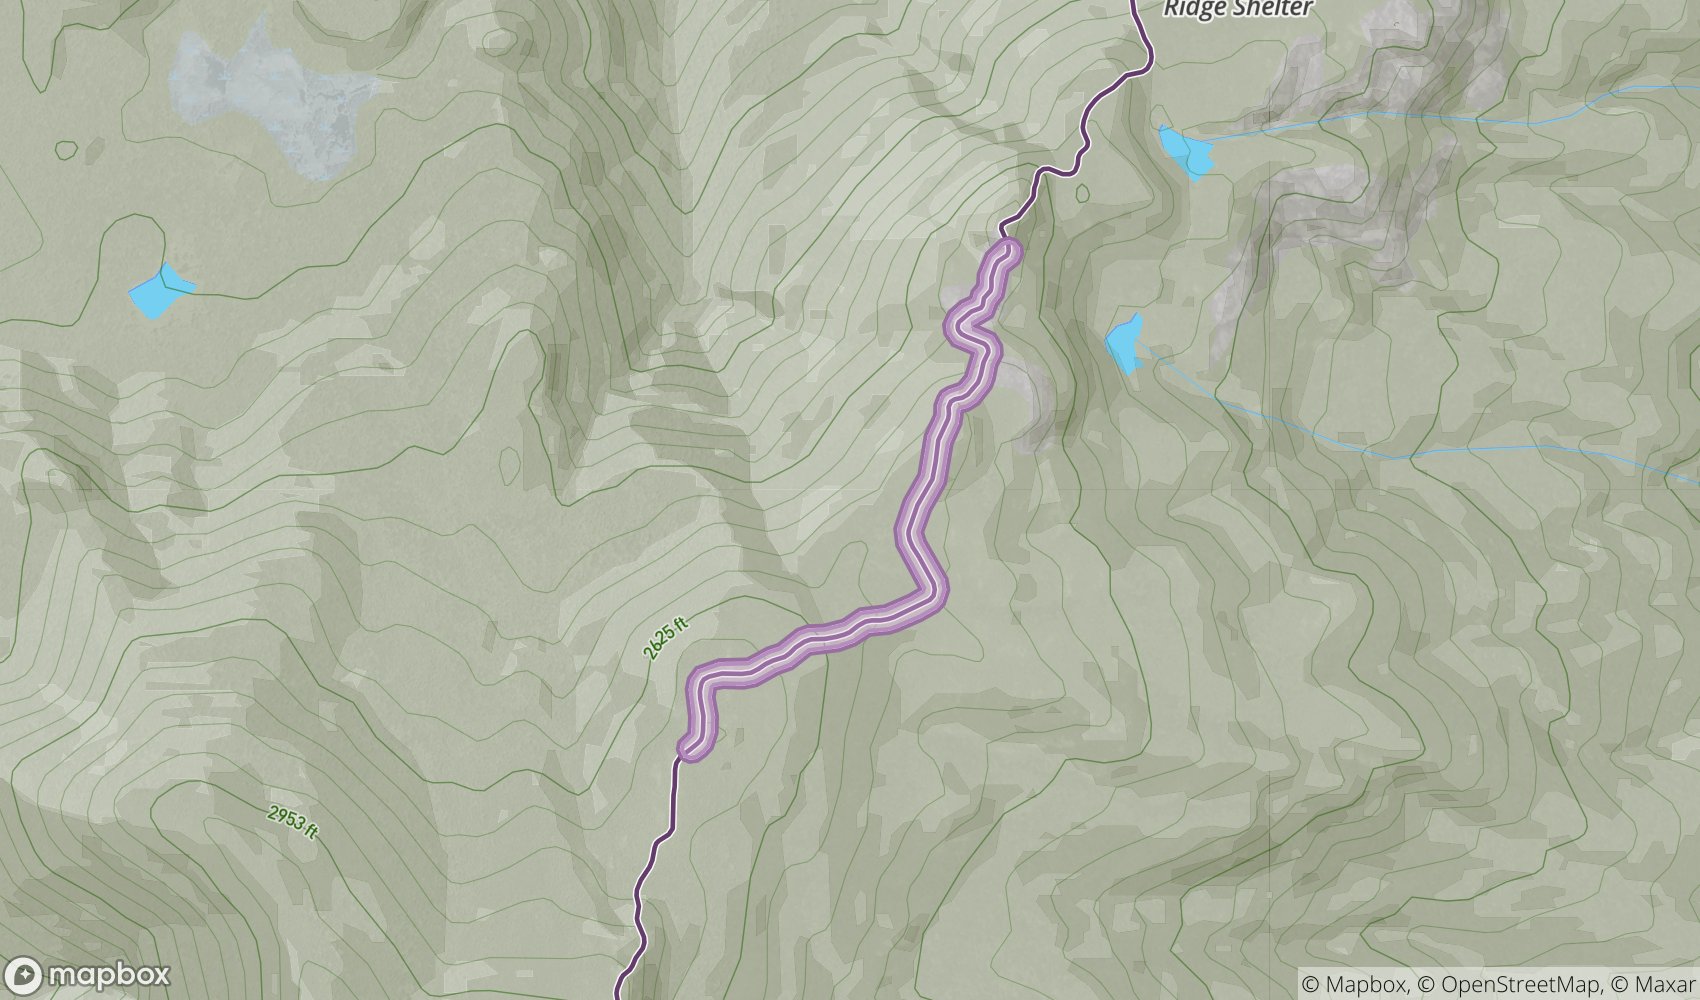 Ridge Shelter
2625 ft
2953 ft
mapbox
© Mapbox, © OpenStreetMap, © Maxar